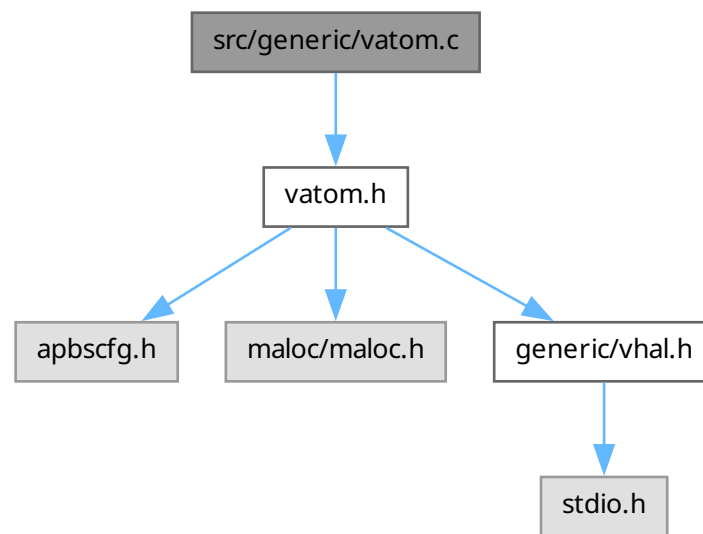 src/generic/vatom.c
vatom.h
apbscfg.h
maloc/maloc.h
generic/vhal.h
stdio.h